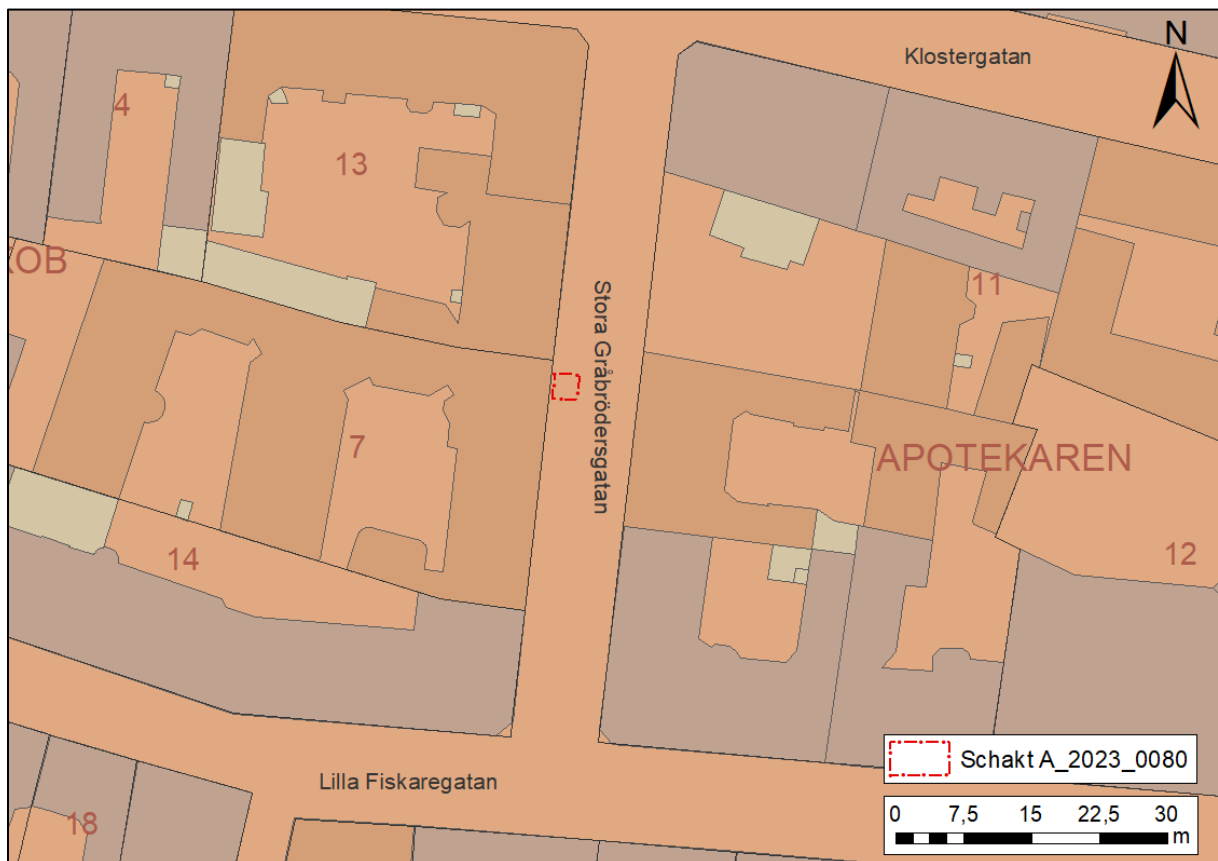 Klostergatan
N
4
13
KOB
11
Stora Gråbrödersgatan
7
APOTEKAREN
14
12
Schakt A_2023_0080
Lilla Fiskaregatan
0 7,5 15 22,5 30
m
18